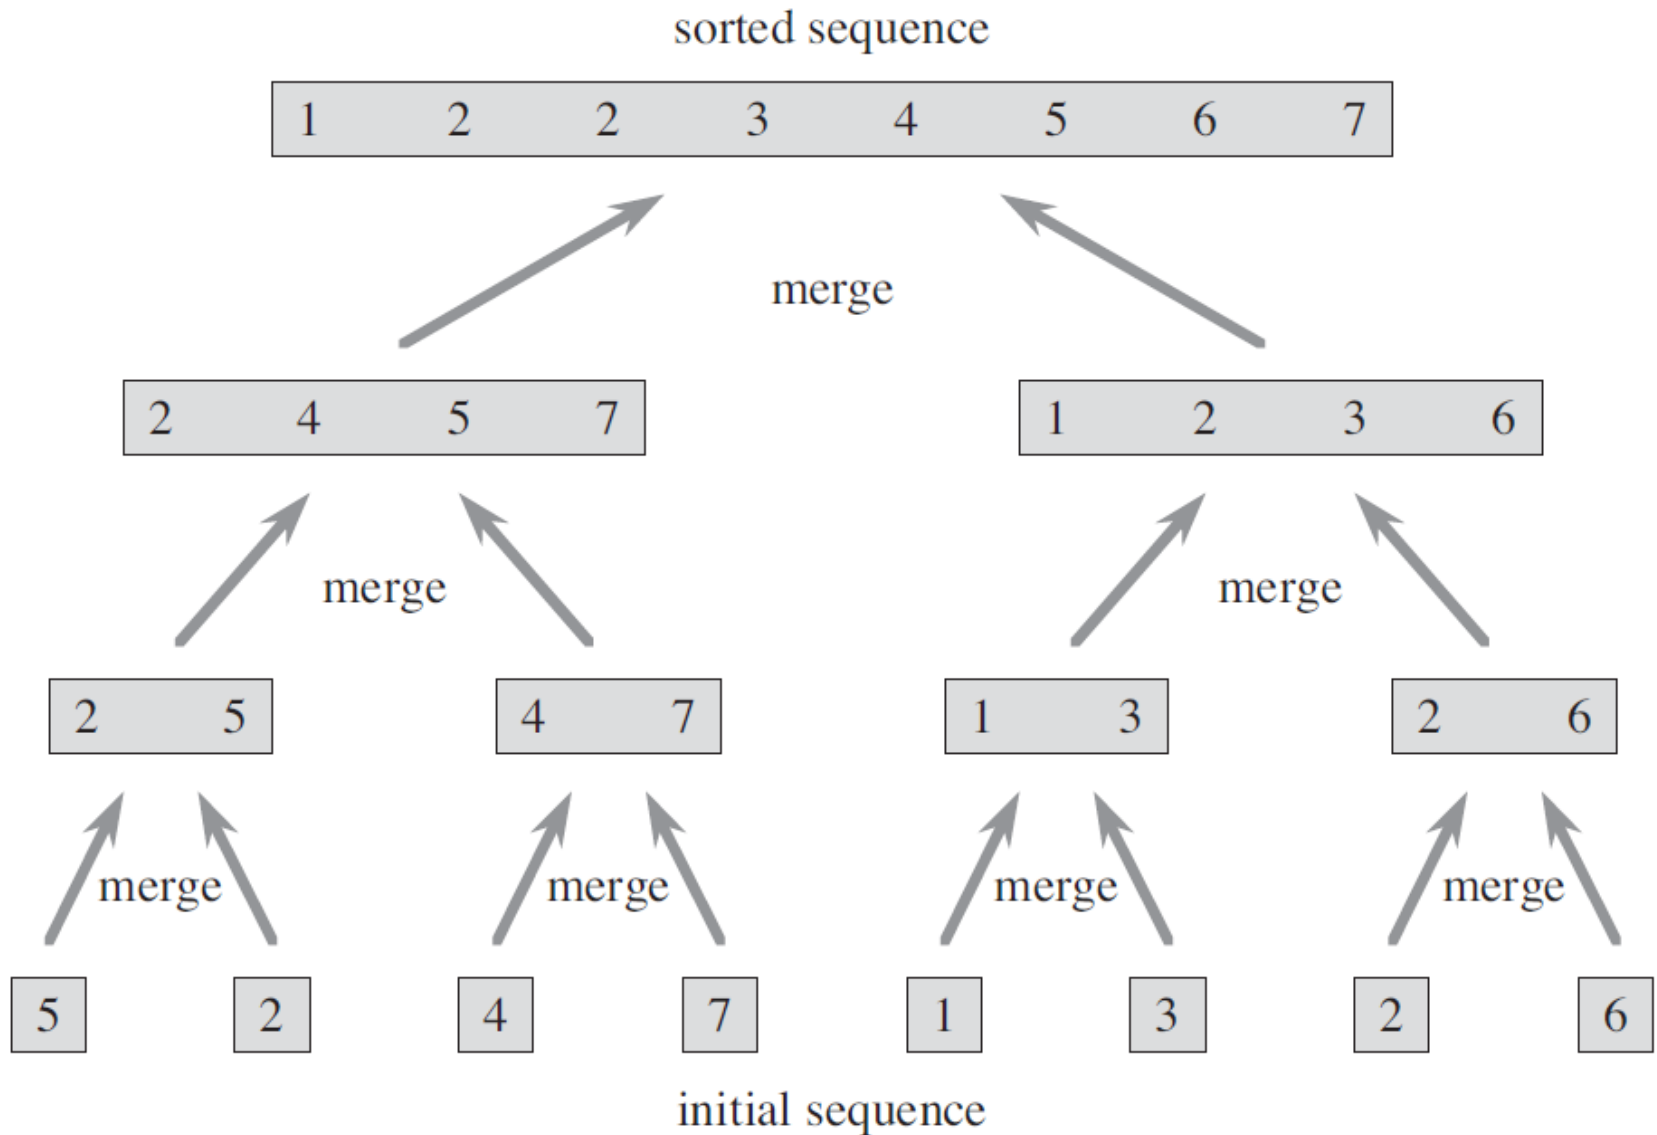 sorted sequence
1 2 2 3 4 5 6 7
merge
2 4 5 7 1 2 3 6
merge merge
2 5 4 7 1 3 2 6
merge merge merge merge
5 2 4 7 1 3 2 6
initial sequence